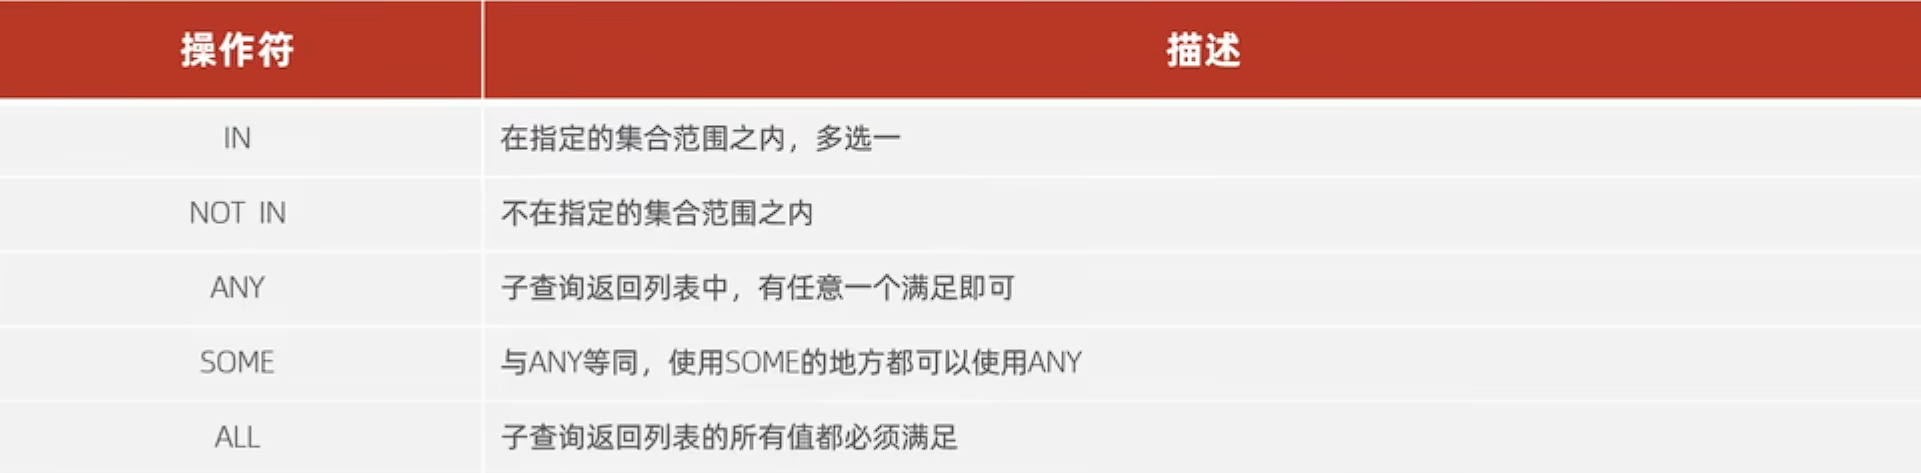 操作符 描述
IN 在指定的集合范围之内，多选一
NOT IN 不在指定的集合范围之内
ANY 子查询返回列表中，有任意一个满足即可
SOME 与ANY等同，使用SOME的地方都可以使用ANY
ALL 子查询返回列表的所有值都必须满足